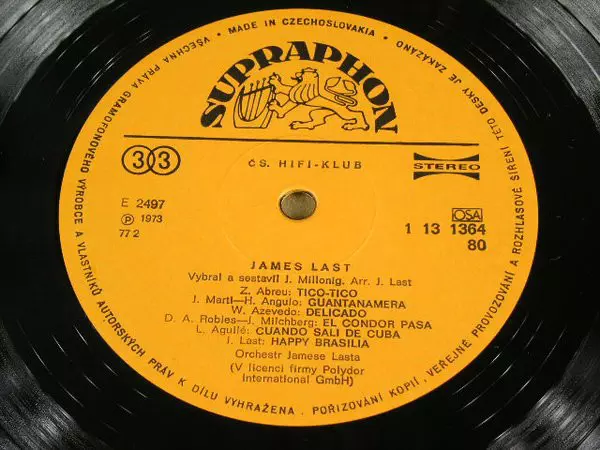 MADE IN CZECHOSLOVAKIA • VŠECHNA PRÁVA GRAMOFONOVÉHO VÝROBCE A VLASTNÍKŮ AUTORSKÝCH PRÁV K DÍLU VYHRAŽENA. POŘIZOVÁNÍ KOPIÍ, VEŘEJNÉ PROVOZOVÁNÍ A ROZHLASOVÉ ŠÍŘENÍ TÉTO DESKY JE ZAKÁZÁNO •
SUPRAPHON
33
ČS. HIFI-KLUB
STEREO
E 2497
℗ 1973
77 2
OSA
1 13 1364
80
JAMES LAST
Vybral a sestavil J. Millonig. Arr. J. Last
Z. Abreu: TICO-TICO
J. Marti—H. Angulo: GUANTANAMERA
W. Azevedo: DELICADO
D. A. Robles—J. Milchberg: EL CONDOR PASA
L. Aguilé: CUANDO SALI DE CUBA
J. Last: HAPPY BRASILIA
Orchestr Jamese Lasta
(V licenci firmy Polydor
International GmbH)